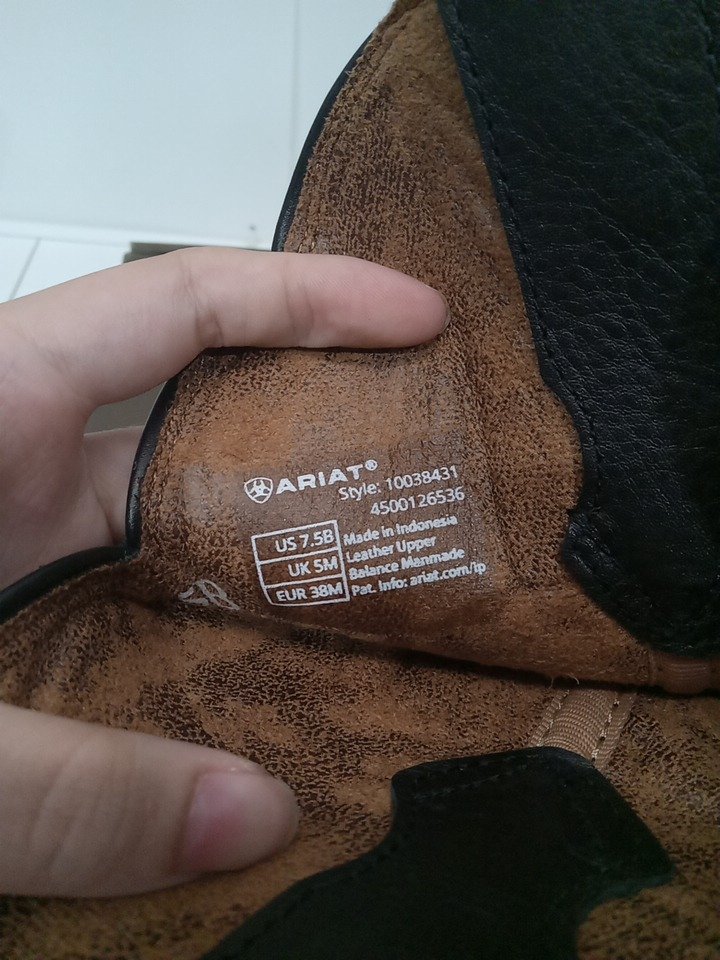 ARIAT®
Style: 10038431
4500126536
US 7.5B
UK 5M
EUR 38M
Made in Indonesia
Leather Upper
Balance Manmade
Pat. Info: ariat.com/ip